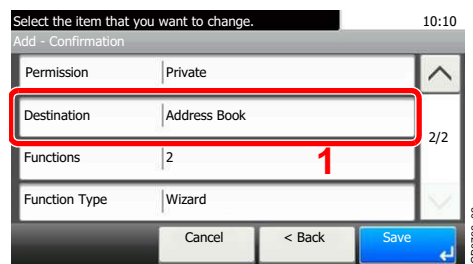 Select the item that you want to change. 10:10
Add - Confirmation
Permission Private
Destination Address Book
2/2
Functions 2
1
Function Type Wizard
Cancel < Back Save